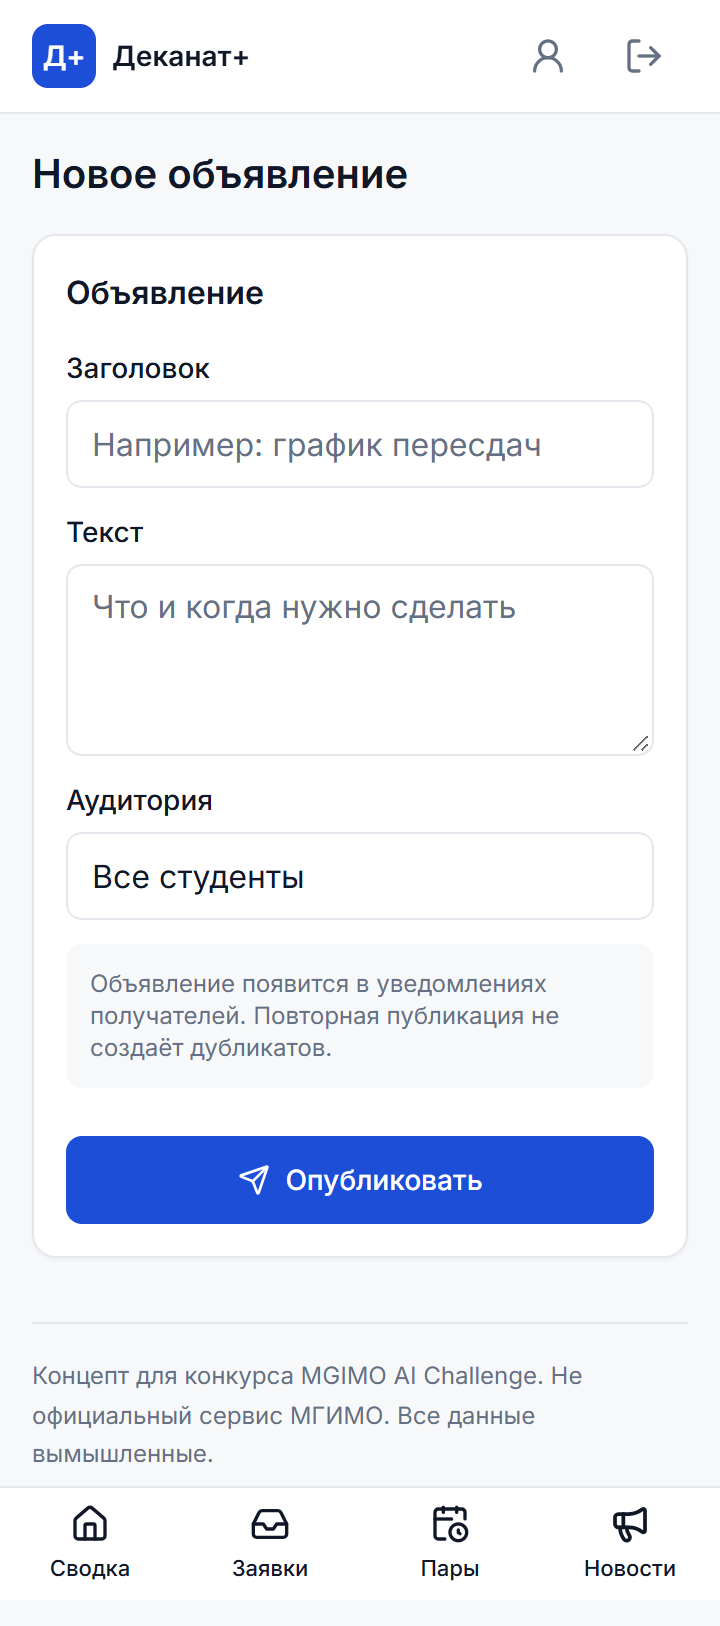 Д+ Деканат+
Новое объявление
Объявление
Заголовок
Например: график пересдач
Текст
Что и когда нужно сделать
Аудитория
Все студенты
Объявление появится в уведомлениях
получателей. Повторная публикация не
создаёт дубликатов.
Опубликовать
Концепт для конкурса MGIMO AI Challenge. Не
официальный сервис МГИМО. Все данные
вымышленные.
Сводка Заявки Пары Новости